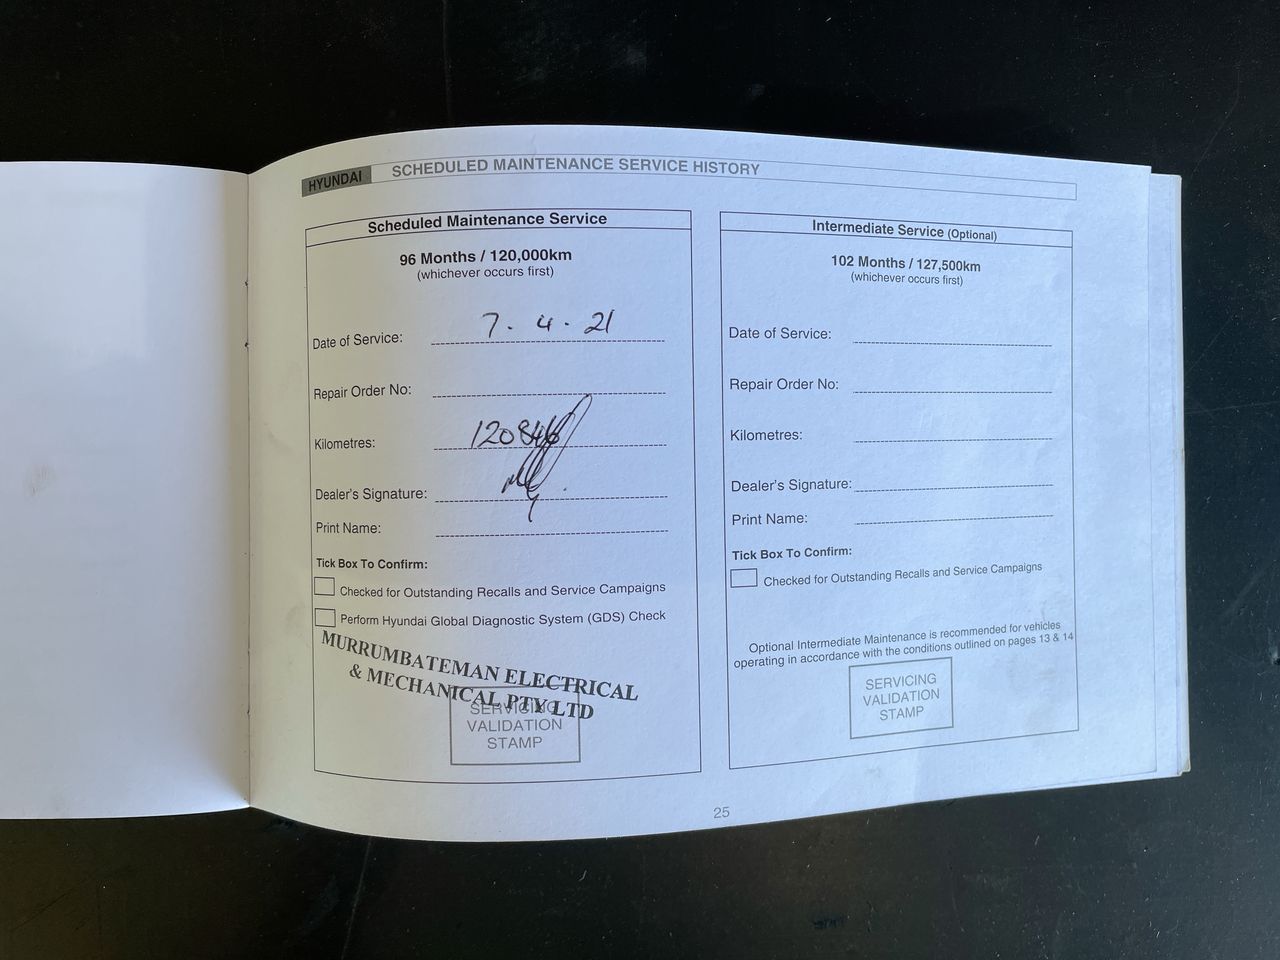 HYUNDAI SCHEDULED MAINTENANCE SERVICE HISTORY
Scheduled Maintenance Service
96 Months / 120,000km
(whichever occurs first)
Date of Service: 7 . 4 . 21
Repair Order No:
Kilometres: 120846
Dealer's Signature:
Print Name:
Tick Box To Confirm:
Checked for Outstanding Recalls and Service Campaigns
Perform Hyundai Global Diagnostic System (GDS) Check
MURRUMBATEMAN ELECTRICAL
& MECHANICAL PTY LTD
SERVICING
VALIDATION
STAMP
Intermediate Service (Optional)
102 Months / 127,500km
(whichever occurs first)
Date of Service:
Repair Order No:
Kilometres:
Dealer's Signature:
Print Name:
Tick Box To Confirm:
Checked for Outstanding Recalls and Service Campaigns
Optional Intermediate Maintenance is recommended for vehicles
operating in accordance with the conditions outlined on pages 13 & 14
SERVICING
VALIDATION
STAMP
25